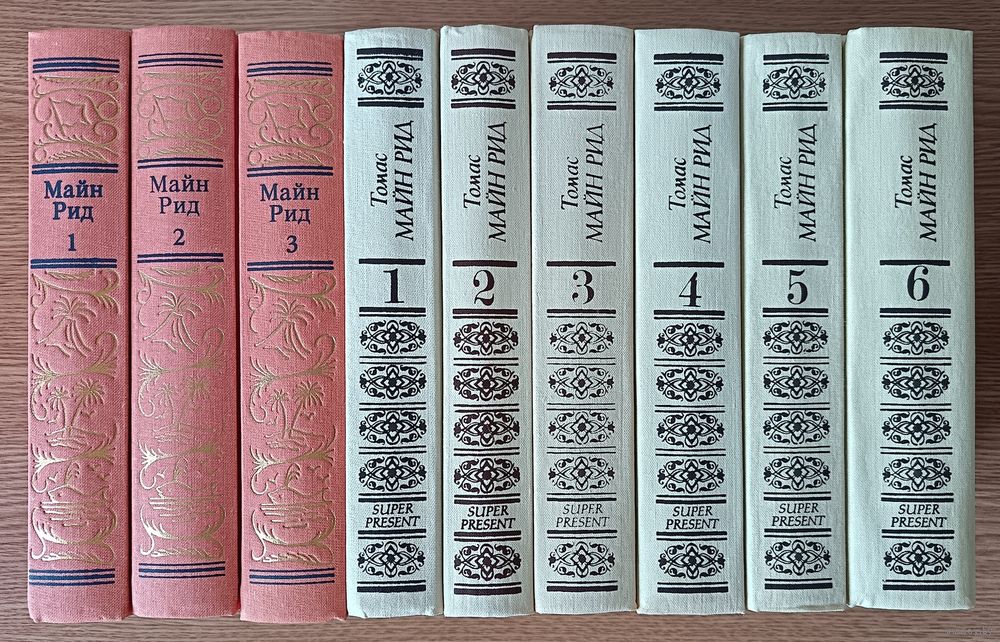 Майн
Рид
1
Майн
Рид
2
Майн
Рид
3
Томас
МАЙН РИД
1
SUPER
PRESENT
Томас
МАЙН РИД
2
SUPER
PRESENT
Томас
МАЙН РИД
3
SUPER
PRESENT
Томас
МАЙН РИД
4
SUPER
PRESENT
Томас
МАЙН РИД
5
SUPER
PRESENT
Томас
МАЙН РИД
6
SUPER
PRESENT